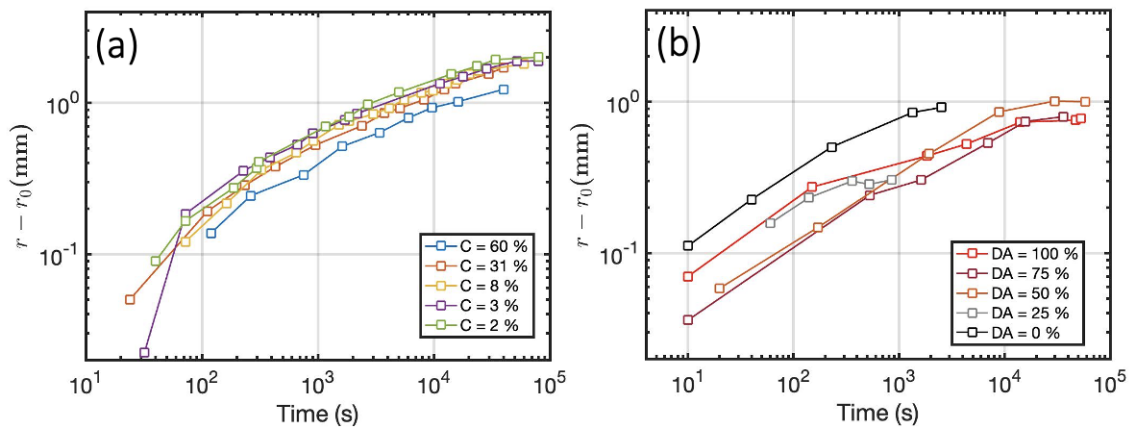 (a)
10^0
10^-1
r − r_0(mm)
C = 60 %
C = 31 %
C = 8 %
C = 3 %
C = 2 %
10^1 10^2 10^3 10^4 10^5
Time (s)
(b)
10^0
10^-1
r − r_0(mm)
DA = 100 %
DA = 75 %
DA = 50 %
DA = 25 %
DA = 0 %
10^1 10^2 10^3 10^4 10^5
Time (s)